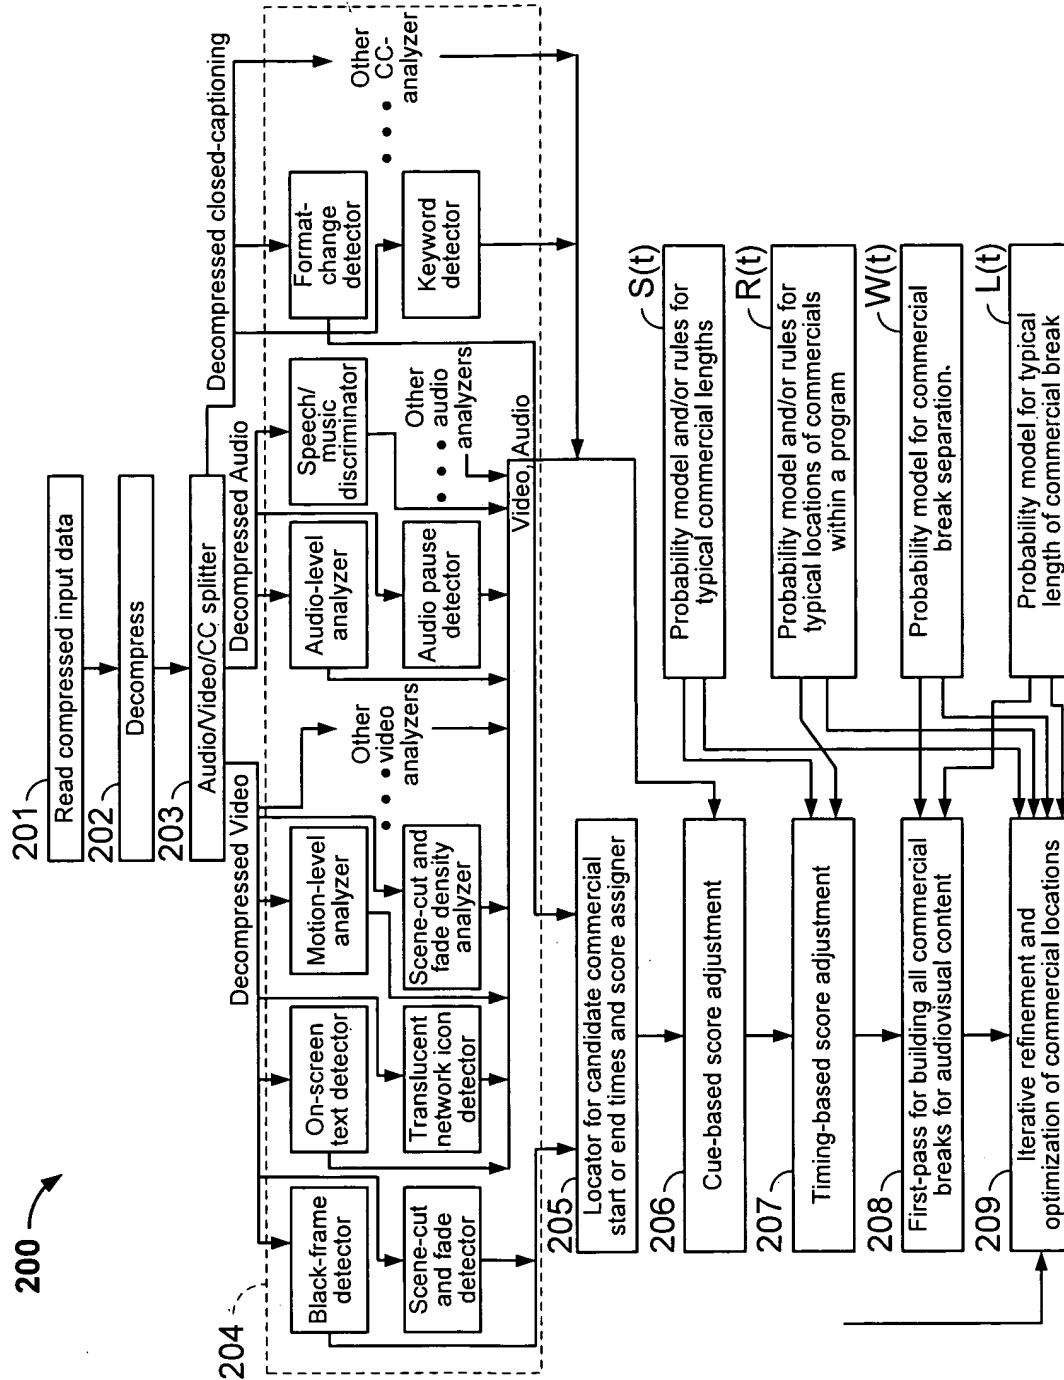 200
201
Read compressed input data
202
Decompress
203
Audio/Video/CC splitter
Decompressed Video
Decompressed Audio
Decompressed closed-captioning
204
Black-frame
detector
Scene-cut
and fade
detector
On-screen
text detector
Translucent
network icon
detector
Motion-level
analyzer
Scene-cut and
fade density
analyzer
Other
video
analyzers
Audio-level
analyzer
Audio pause
detector
Speech/
music
discriminator
Other
audio
analyzers
Format-
change
detector
Keyword
detector
Other
CC-
analyzer
Video, Audio
205
Locator for candidate commercial
start or end times and score assigner
206
Cue-based score adjustment
207
Timing-based score adjustment
208
First-pass for building all commercial
breaks for audiovisual content
209
Iterative refinement and
optimization of commercial locations
S(t)
Probability model and/or rules for
typical commercial lengths
R(t)
Probability model and/or rules for
typical locations of commercials
within a program
W(t)
Probability model for commercial
break separation.
L(t)
Probability model for typical
length of commercial break